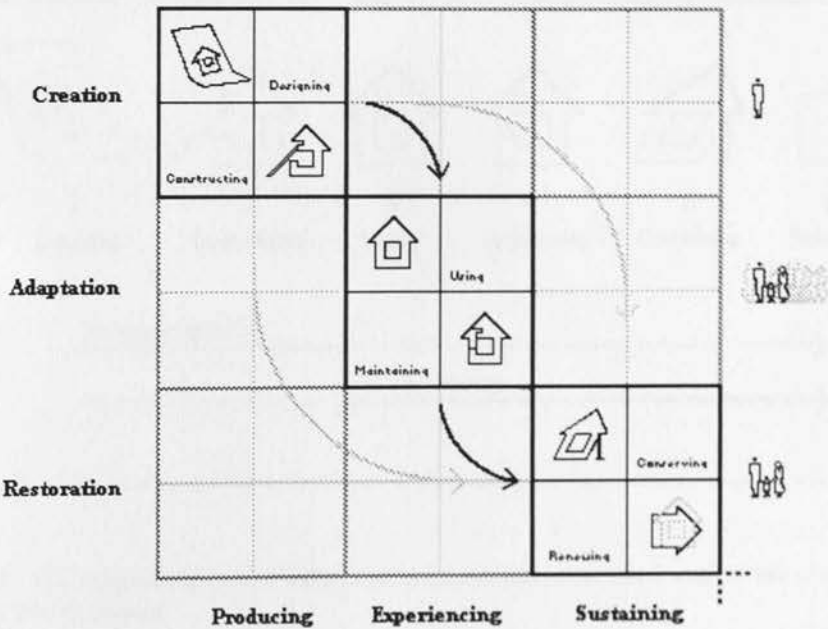 Creation
Designing
Constructing
Adaptation
Using
Maintaining
Restoration
Conserving
Renewing
Producing Experiencing Sustaining